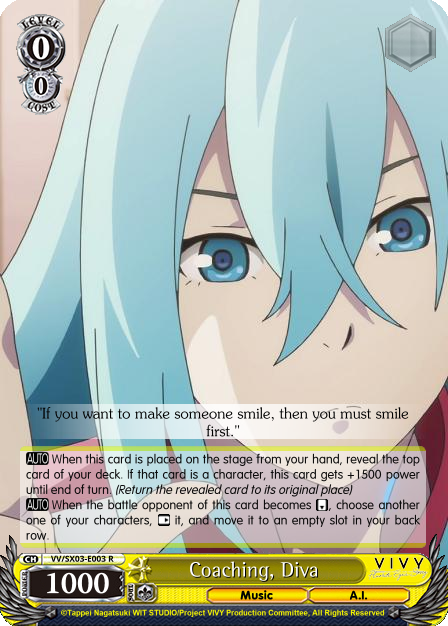 LEVEL
0
0
COST
"If you want to make someone smile, then you must smile
first."
AUTO When this card is placed on the stage from your hand, reveal the top
card of your deck. If that card is a character, this card gets +1500 power
until end of turn. (Return the revealed card to its original place)
AUTO When the battle opponent of this card becomes , choose another
one of your characters, it, and move it to an empty slot in your back
row.
CH VV/SX03-E003 R
POWER 1000 SOUL Coaching, Diva VIVY
Music A.I.
©Tappei Nagatsuki WIT STUDIO/Project VIVY Production Committee, All Rights Reserved